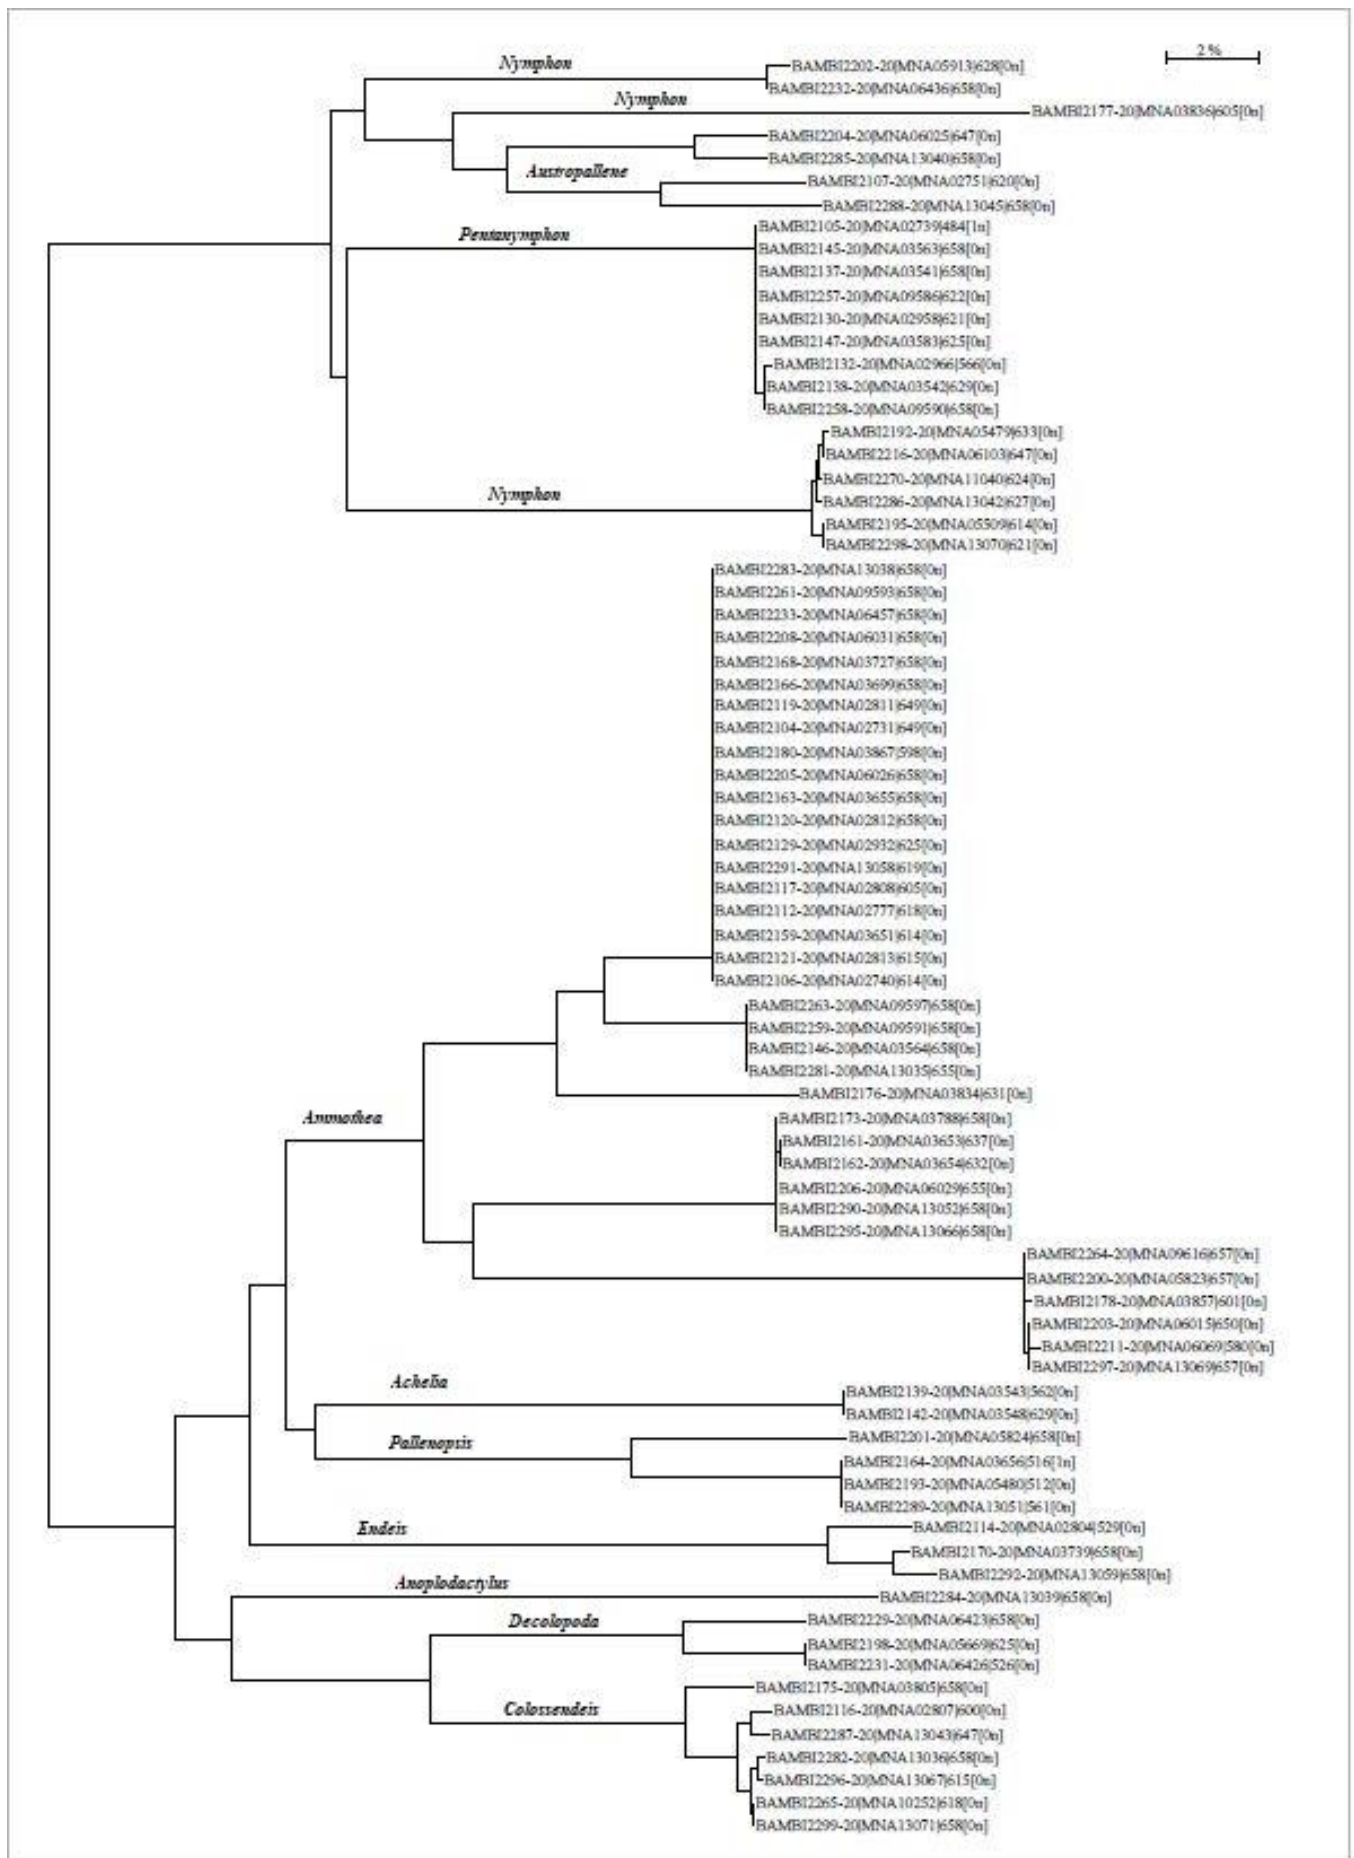 2 %
Nymphon
BAMBI2202-20|MNA05913|628[0n]
BAMBI2232-20|MNA06436|658[0n]
Nymphon
BAMBI2177-20|MNA03836|605[0n]
BAMBI2204-20|MNA06025|647[0n]
BAMBI2285-20|MNA13040|658[0n]
Austropallene
BAMBI2107-20|MNA02751|620[0n]
BAMBI2288-20|MNA13045|658[0n]
BAMBI2105-20|MNA02739|484[1n]
Pentanymphon
BAMBI2145-20|MNA03563|658[0n]
BAMBI2137-20|MNA03541|658[0n]
BAMBI2257-20|MNA09586|622[0n]
BAMBI2130-20|MNA02958|621[0n]
BAMBI2147-20|MNA03583|625[0n]
BAMBI2132-20|MNA02966|566[0n]
BAMBI2138-20|MNA03542|629[0n]
BAMBI2258-20|MNA09590|658[0n]
BAMBI2192-20|MNA05479|633[0n]
BAMBI2216-20|MNA06103|647[0n]
BAMBI2270-20|MNA11040|624[0n]
Nymphon
BAMBI2286-20|MNA13042|627[0n]
BAMBI2195-20|MNA05509|614[0n]
BAMBI2298-20|MNA13070|621[0n]
BAMBI2283-20|MNA13038|658[0n]
BAMBI2261-20|MNA09593|658[0n]
BAMBI2233-20|MNA06457|658[0n]
BAMBI2208-20|MNA06031|658[0n]
BAMBI2168-20|MNA03727|658[0n]
BAMBI2166-20|MNA03699|658[0n]
BAMBI2119-20|MNA02811|649[0n]
BAMBI2104-20|MNA02731|649[0n]
BAMBI2180-20|MNA03867|598[0n]
BAMBI2205-20|MNA06026|658[0n]
BAMBI2163-20|MNA03655|658[0n]
BAMBI2120-20|MNA02812|658[0n]
BAMBI2129-20|MNA02932|625[0n]
BAMBI2291-20|MNA13058|619[0n]
BAMBI2117-20|MNA02808|605[0n]
BAMBI2112-20|MNA02777|618[0n]
BAMBI2159-20|MNA03651|614[0n]
BAMBI2121-20|MNA02813|615[0n]
BAMBI2106-20|MNA02740|614[0n]
BAMBI2263-20|MNA09597|658[0n]
BAMBI2259-20|MNA09591|658[0n]
BAMBI2146-20|MNA03564|658[0n]
BAMBI2281-20|MNA13035|655[0n]
BAMBI2176-20|MNA03834|631[0n]
Ammothea
BAMBI2173-20|MNA03788|658[0n]
BAMBI2161-20|MNA03653|637[0n]
BAMBI2162-20|MNA03654|632[0n]
BAMBI2206-20|MNA06029|655[0n]
BAMBI2290-20|MNA13052|658[0n]
BAMBI2295-20|MNA13066|658[0n]
BAMBI2264-20|MNA09616|657[0n]
BAMBI2200-20|MNA05823|657[0n]
BAMBI2178-20|MNA03857|601[0n]
BAMBI2203-20|MNA06015|650[0n]
BAMBI2211-20|MNA06069|580[0n]
BAMBI2297-20|MNA13069|657[0n]
Achelia
BAMBI2139-20|MNA03543|562[0n]
BAMBI2142-20|MNA03548|629[0n]
BAMBI2201-20|MNA05824|658[0n]
Pallenopsis
BAMBI2164-20|MNA03656|516[1n]
BAMBI2193-20|MNA05480|512[0n]
BAMBI2289-20|MNA13051|561[0n]
Endeis
BAMBI2114-20|MNA02804|529[0n]
BAMBI2170-20|MNA03739|658[0n]
BAMBI2292-20|MNA13059|658[0n]
Anoplodactylus
BAMBI2284-20|MNA13039|658[0n]
Decolopoda
BAMBI2229-20|MNA06423|658[0n]
BAMBI2198-20|MNA05669|625[0n]
BAMBI2231-20|MNA06426|526[0n]
BAMBI2175-20|MNA03805|658[0n]
Colossendeis
BAMBI2116-20|MNA02807|600[0n]
BAMBI2287-20|MNA13043|647[0n]
BAMBI2282-20|MNA13036|658[0n]
BAMBI2296-20|MNA13067|615[0n]
BAMBI2265-20|MNA10252|618[0n]
BAMBI2299-20|MNA13071|658[0n]